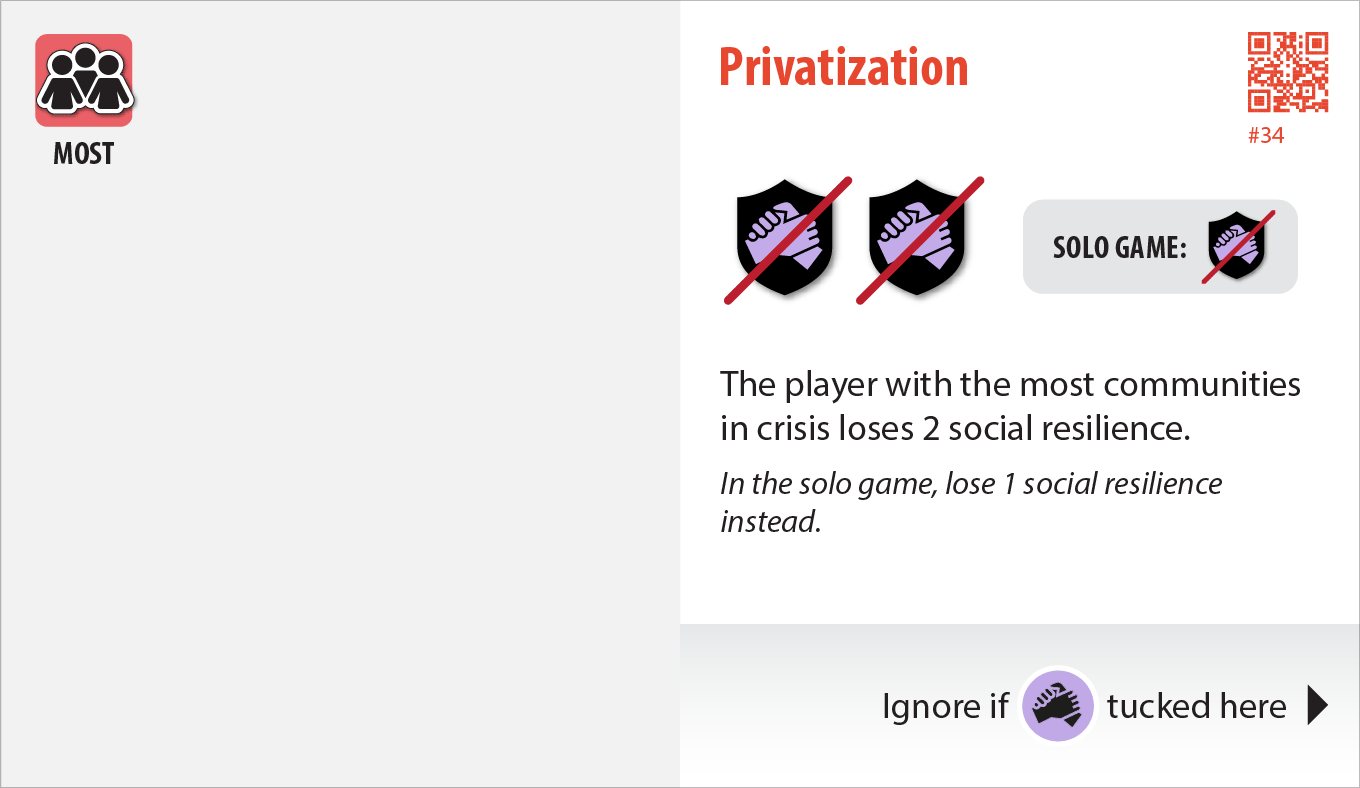 MOST
Privatization
#34
SOLO GAME:
The player with the most communities
in crisis loses 2 social resilience.
In the solo game, lose 1 social resilience
instead.
Ignore if tucked here